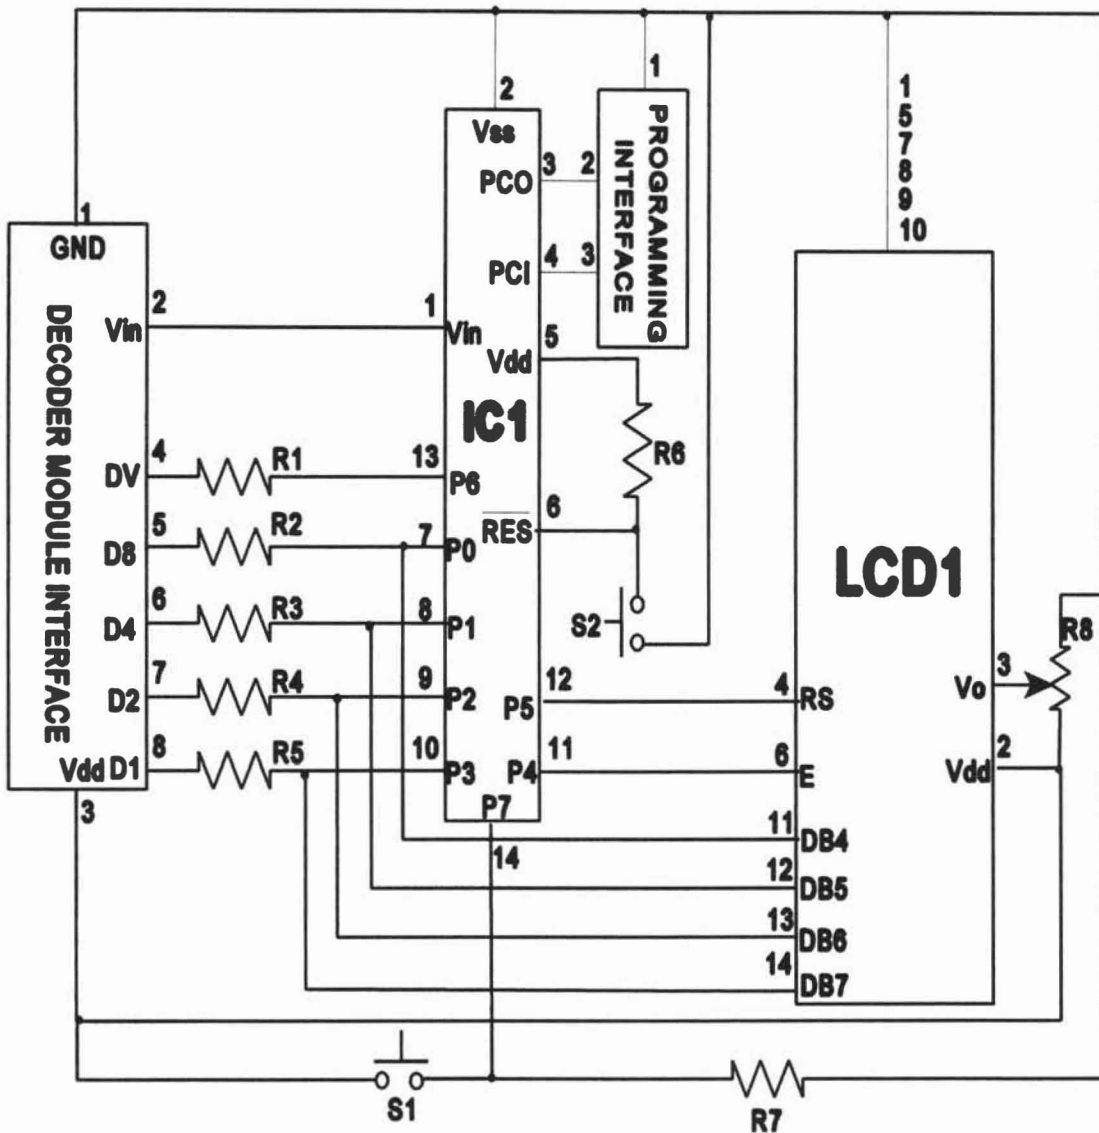 1
GND
DECODER MODULE INTERFACE
Vin
2
DV
4
D8
5
D4
6
D2
7
Vdd D1
8
3
R1
R2
R3
R4
R5
2
Vss
PCO
3
PCI
4
1
Vin
Vdd
5
IC1
13
P6
RES
6
7
P0
8
P1
9
P2
10
P3
P5
12
P4
11
P7
14
1
PROGRAMMING
INTERFACE
2
3
R6
S2
1
5
7
8
9
10
LCD1
4
RS
6
E
11
DB4
12
DB5
13
DB6
14
DB7
Vo
3
Vdd
2
R8
S1
R7